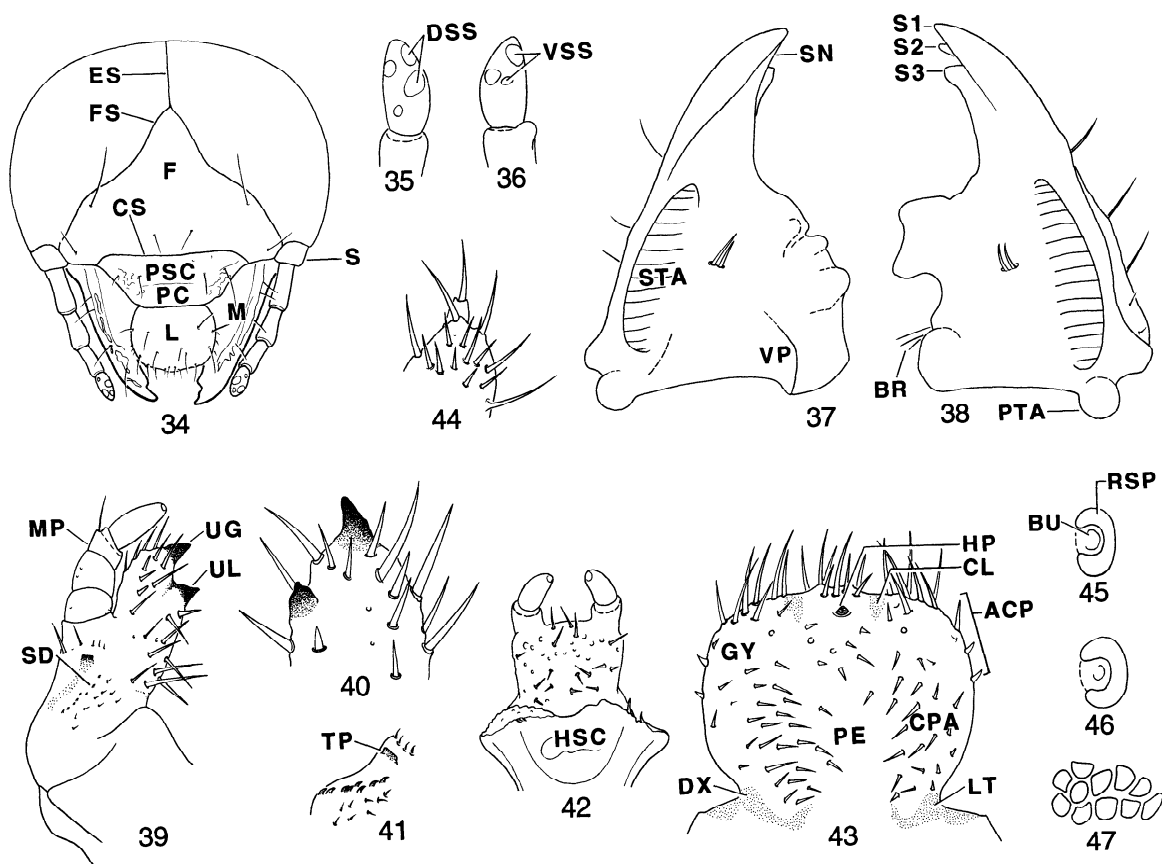 ES
FS
F
CS
PSC
PC
L
M
S
34
DSS
35
VSS
36
44
SN
STA
VP
37
S1
S2
S3
BR
PTA
38
MP
UG
UL
SD
39
40
TP
41
HSC
42
HP
CL
ACP
GY
PE
CPA
DX
LT
43
RSP
BU
45
46
47